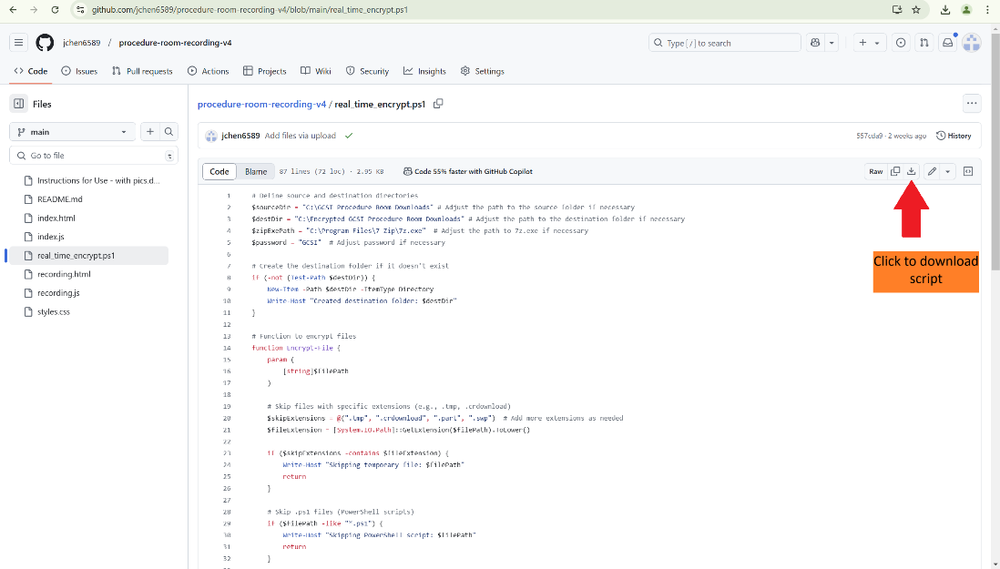 github.com/jchen6589/procedure-room-recording-v4/blob/main/real_time_encrypt.ps1
jchen6589 / procedure-room-recording-v4
Type [/] to search
Code Issues Pull requests Actions Projects Wiki Security Insights Settings
Files
main
Go to file
t
Instructions for Use - with pics.d...
README.md
index.html
index.js
real_time_encrypt.ps1
recording.html
recording.js
styles.css
procedure-room-recording-v4 / real_time_encrypt.ps1
jchen6589 Add files via upload
557cda9 · 2 weeks ago History
Code Blame 87 lines (72 loc) · 2.95 KB Code 55% faster with GitHub Copilot
Raw
1 # Define source and destination directories
2 $sourceDir = "C:\GCSI Procedure Room Downloads" # Adjust the path to the source folder if necessary
3 $destDir = "C:\Encrypted GCSI Procedure Room Downloads" # Adjust the path to the destination folder if necessary
4 $zipExePath = "C:\Program Files\7 Zip\7z.exe" # Adjust the path to 7z.exe if necessary
5 $password = "GCSI" # Adjust password if necessary
6
7 # Create the destination folder if it doesn't exist
8 if (-not (Test-Path $destDir)) {
9 New-Item -Path $destDir -ItemType Directory
10 Write-Host "Created destination folder: $destDir"
11 }
12
13 # Function to encrypt files
14 function Encrypt-File {
15 param (
16 [string]$filePath
17 )
18
19 # Skip files with specific extensions (e.g., .tmp, .crdownload)
20 $skipExtensions = @(".tmp", ".crdownload", ".part", ".swp") # Add more extensions as needed
21 $fileExtension = [System.IO.Path]::GetExtension($filePath).ToLower()
22
23 if ($skipExtensions -contains $fileExtension) {
24 Write-Host "Skipping temporary file: $filePath"
25 return
26 }
27
28 # Skip .ps1 files (PowerShell scripts)
29 if ($filePath -like "*.ps1") {
30 Write-Host "Skipping PowerShell script: $filePath"
31 return
32 }
Click to download
script